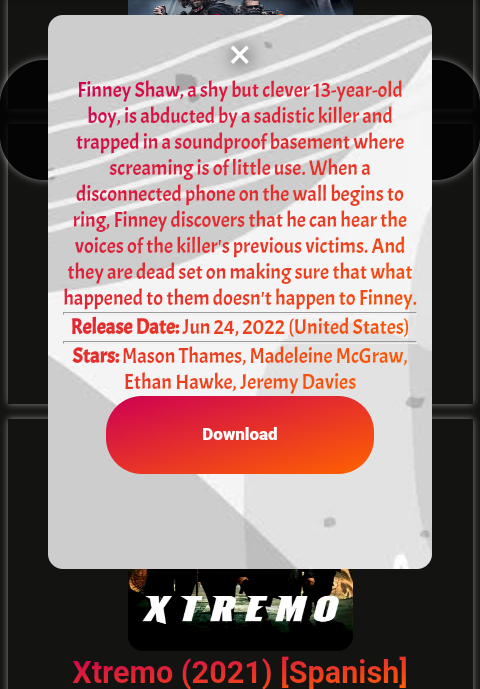 ×
Finney Shaw, a shy but clever 13-year-old
boy, is abducted by a sadistic killer and
trapped in a soundproof basement where
screaming is of little use. When a
disconnected phone on the wall begins to
ring, Finney discovers that he can hear the
voices of the killer's previous victims. And
they are dead set on making sure that what
happened to them doesn't happen to Finney.
Release Date: Jun 24, 2022 (United States)
Stars: Mason Thames, Madeleine McGraw,
Ethan Hawke, Jeremy Davies
Download
XTREMO
Xtremo (2021) [Spanish]